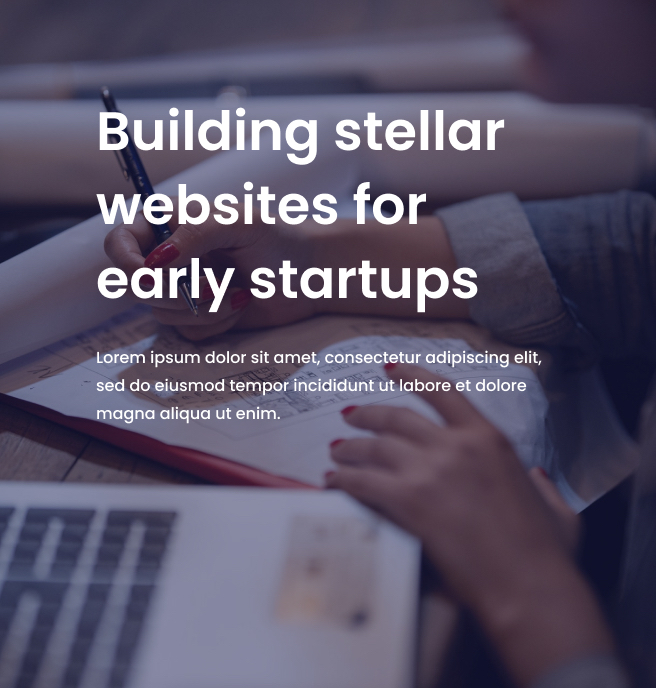 Building stellar
websites for
early startups
Lorem ipsum dolor sit amet, consectetur adipiscing elit,
sed do eiusmod tempor incididunt ut labore et dolore
magna aliqua ut enim.